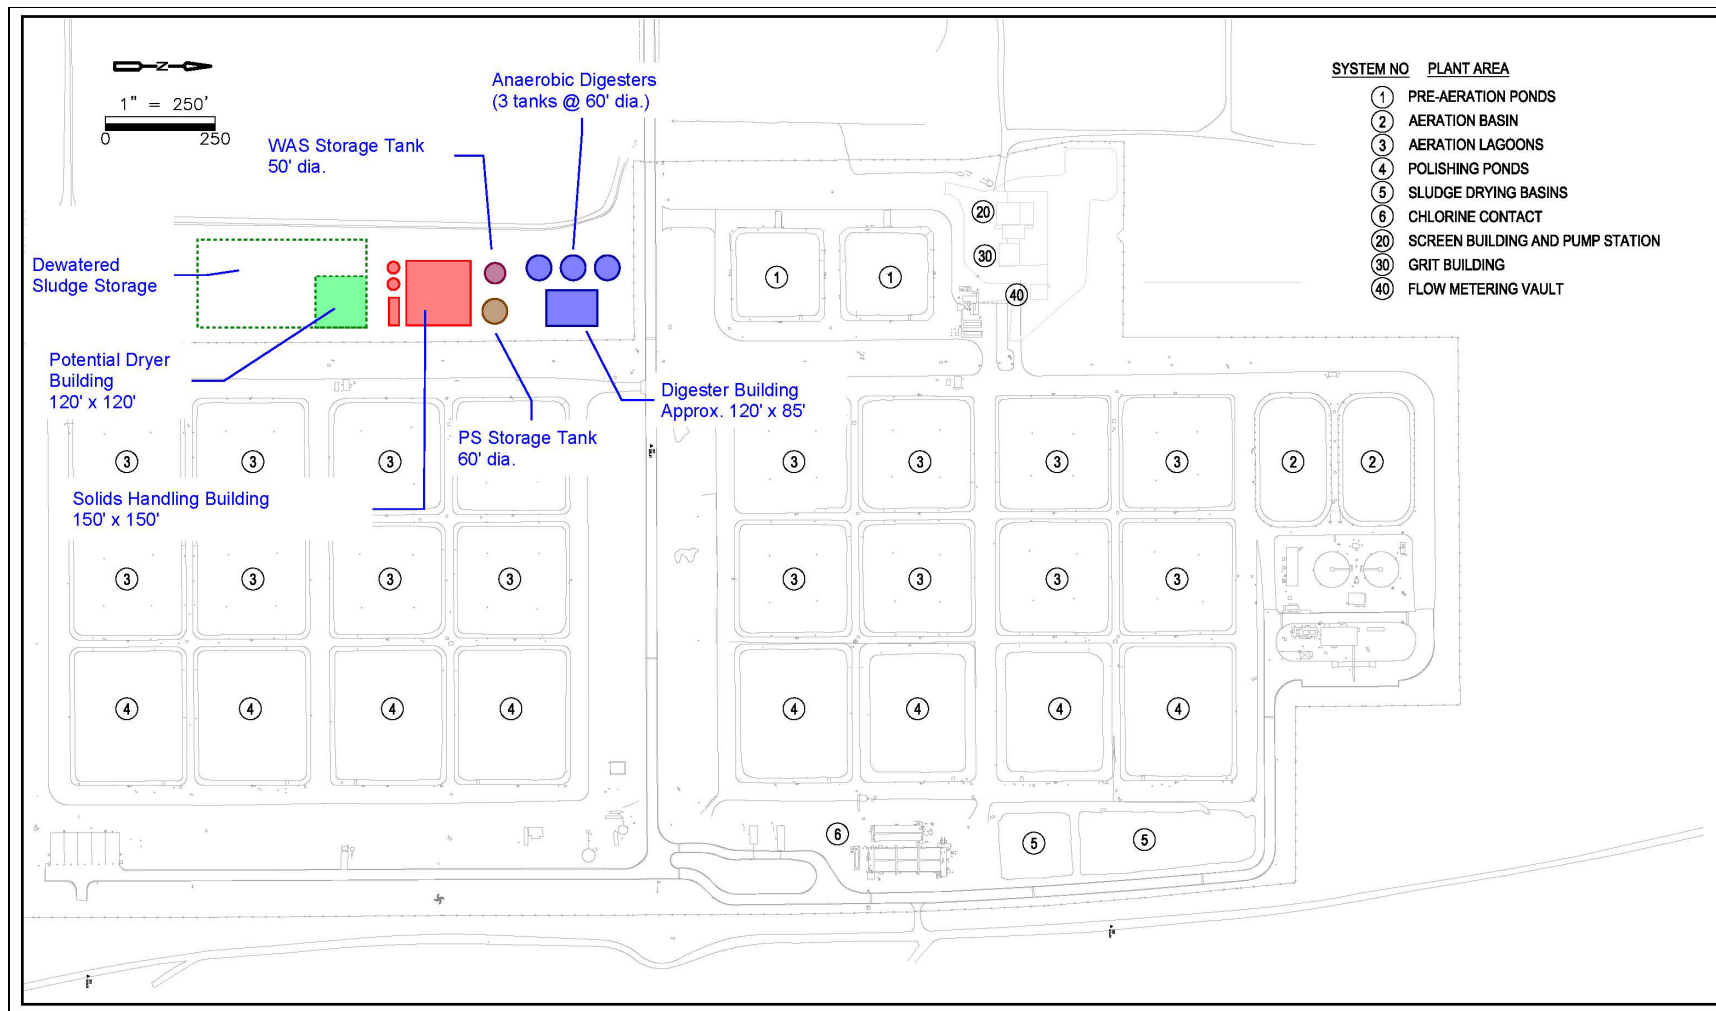 N
1" = 250'
0 250
Anaerobic Digesters
(3 tanks @ 60' dia.)
WAS Storage Tank
50' dia.
Dewatered
Sludge Storage
Potential Dryer
Building
120' x 120'
Digester Building
Approx. 120' x 85'
PS Storage Tank
60' dia.
Solids Handling Building
150' x 150'
SYSTEM NO PLANT AREA
1 PRE-AERATION PONDS
2 AERATION BASIN
3 AERATION LAGOONS
4 POLISHING PONDS
5 SLUDGE DRYING BASINS
6 CHLORINE CONTACT
20 SCREEN BUILDING AND PUMP STATION
30 GRIT BUILDING
40 FLOW METERING VAULT
20
30
1 1
40
3 3 3 3 3 3 3 2 2
3 3 3 3 3 3 3 3
4 4 4 4 4 4 4 4
6 5 5